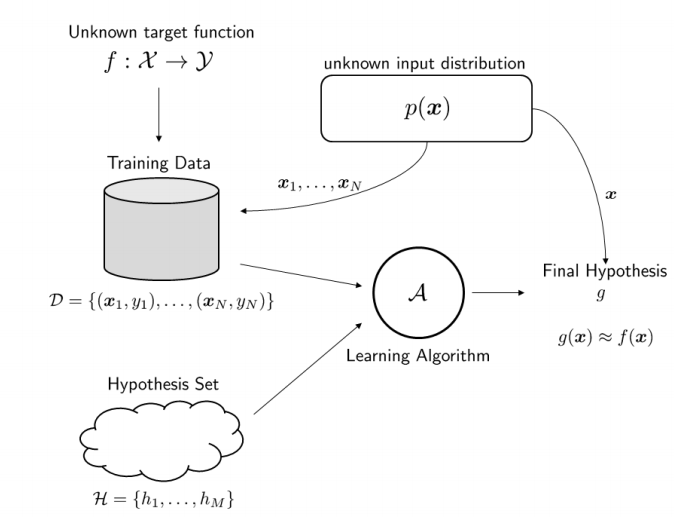 Unknown target function
f : 𝒳 → 𝒴
unknown input distribution
p(𝒙)
Training Data
𝒙₁, . . . , 𝒙_N
𝒙
𝒟 = {(𝒙₁, y₁), . . . , (𝒙_N, y_N)}
𝒜
Learning Algorithm
Final Hypothesis
g
g(𝒙) ≈ f(𝒙)
Hypothesis Set
ℋ = {h₁, . . . , h_M}